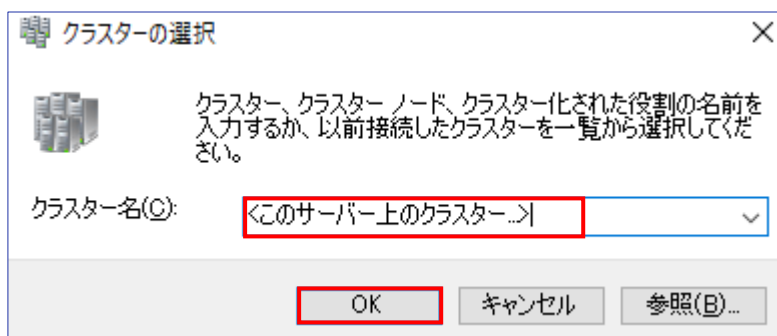 クラスターの選択
クラスター、クラスター ノード、クラスター化された役割の名前を
入力するか、以前接続したクラスターを一覧から選択してくだ
さい。
クラスター名(C): <このサーバー上のクラスター...>
OK キャンセル 参照(B)...